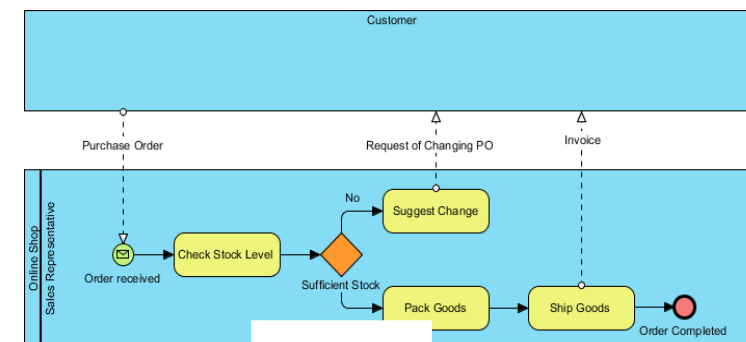 Customer
Purchase Order
Request of Changing PO
Invoice
Online Shop
Sales Representative
No
Suggest Change
Check Stock Level
Order received
Sufficient Stock
Pack Goods
Ship Goods
Order Completed